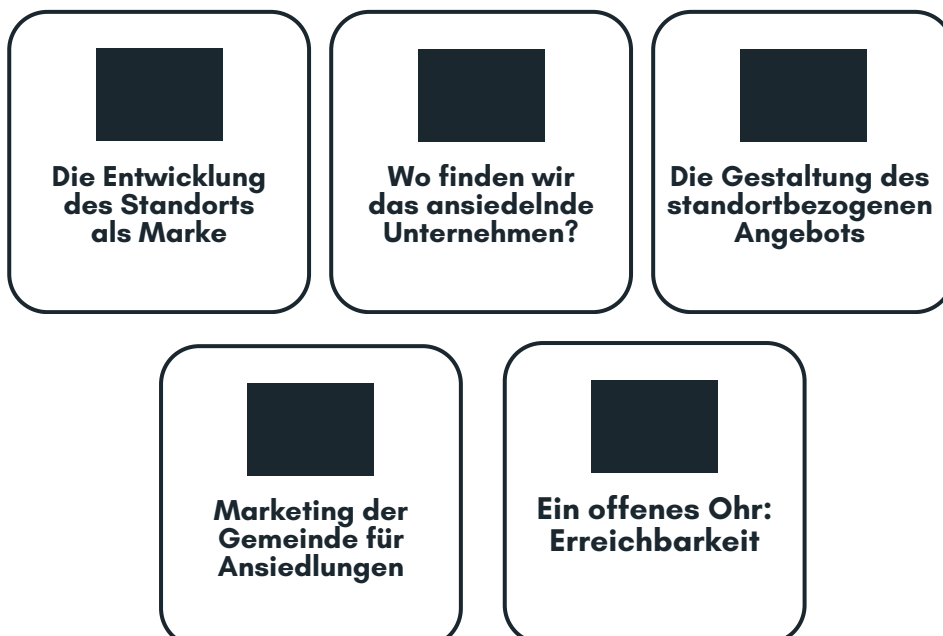 Die Entwicklung
des Standorts
als Marke
Wo finden wir
das ansiedelnde
Unternehmen?
Die Gestaltung des
standortbezogenen
Angebots
Marketing der
Gemeinde für
Ansiedlungen
Ein offenes Ohr:
Erreichbarkeit